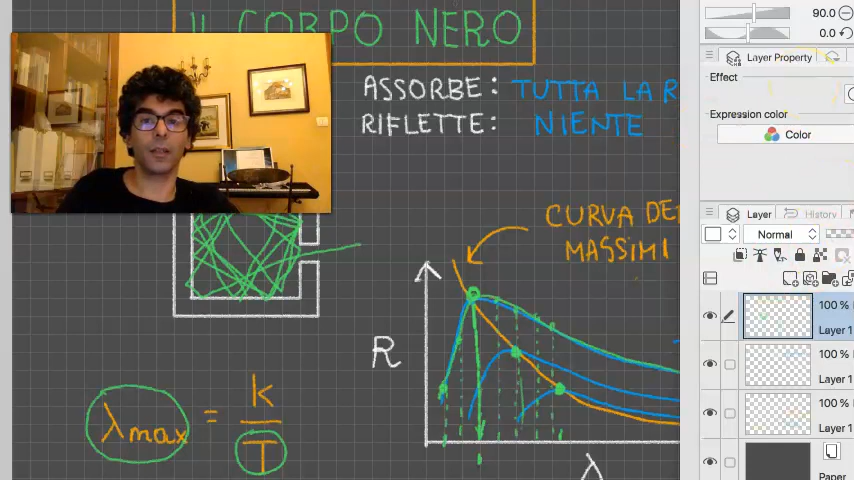 IL CORPO NERO
ASSORBE: TUTTA LA R
RIFLETTE: NIENTE
CURVA DEI
MASSIMI
R
λ
λmax = k
T
90.0
0.0
Layer Property
Effect
Expression color
Color
Layer
History
Normal
100 %
Layer 1
100 %
Layer 1
100 %
Layer 1
Paper